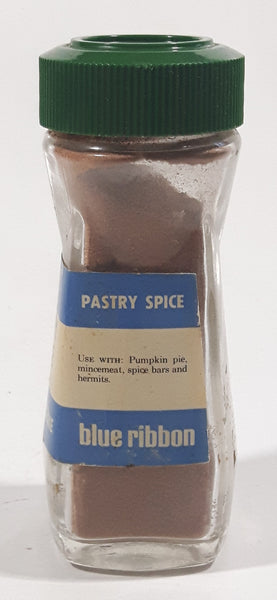 PASTRY SPICE
USE WITH: Pumpkin pie,
mincemeat, spice bars and
hermits.
blue ribbon